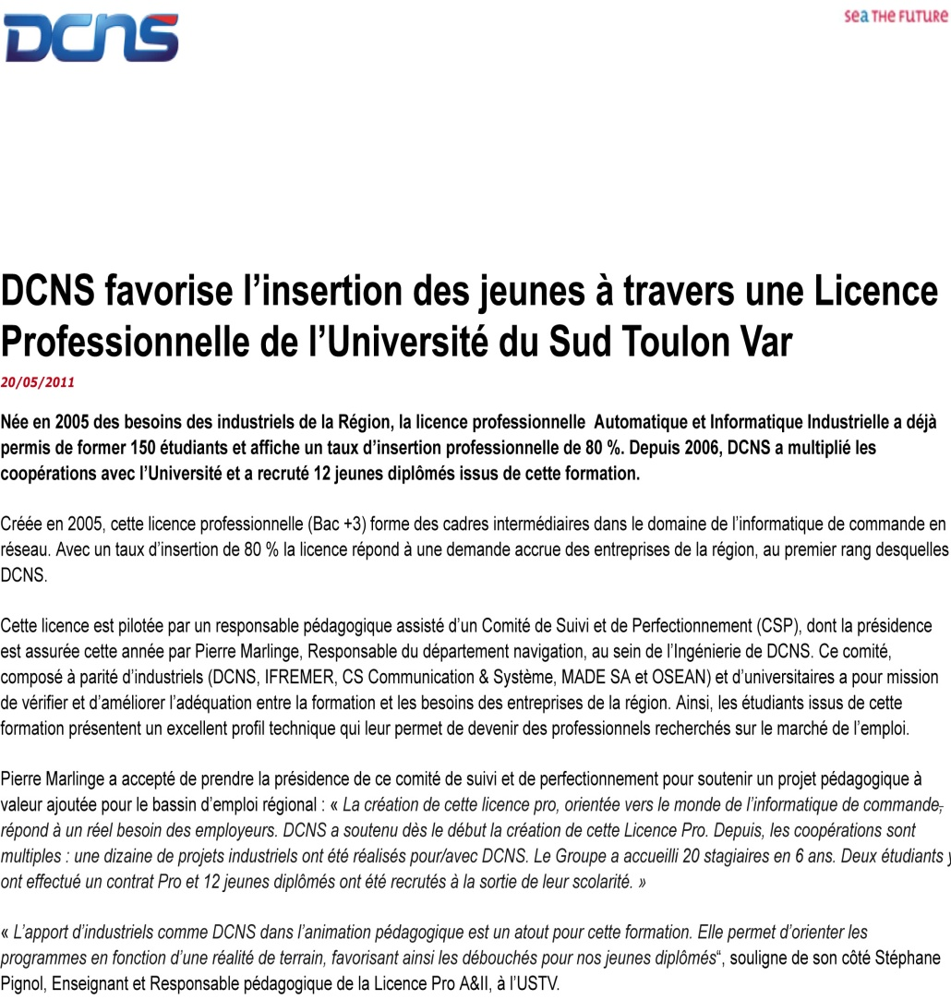 DCNS
SEA THE FUTURE
DCNS favorise l’insertion des jeunes à travers une Licence
Professionnelle de l’Université du Sud Toulon Var
20/05/2011
Née en 2005 des besoins des industriels de la Région, la licence professionnelle  Automatique et Informatique Industrielle a déjà
permis de former 150 étudiants et affiche un taux d’insertion professionnelle de 80 %. Depuis 2006, DCNS a multiplié les
coopérations avec l’Université et a recruté 12 jeunes diplômés issus de cette formation.
Créée en 2005, cette licence professionnelle (Bac +3) forme des cadres intermédiaires dans le domaine de l’informatique de commande en
réseau. Avec un taux d’insertion de 80 % la licence répond à une demande accrue des entreprises de la région, au premier rang desquelles
DCNS.
Cette licence est pilotée par un responsable pédagogique assisté d’un Comité de Suivi et de Perfectionnement (CSP), dont la présidence
est assurée cette année par Pierre Marlinge, Responsable du département navigation, au sein de l’Ingénierie de DCNS. Ce comité,
composé à parité d’industriels (DCNS, IFREMER, CS Communication & Système, MADE SA et OSEAN) et d’universitaires a pour mission
de vérifier et d’améliorer l’adéquation entre la formation et les besoins des entreprises de la région. Ainsi, les étudiants issus de cette
formation présentent un excellent profil technique qui leur permet de devenir des professionnels recherchés sur le marché de l’emploi.
Pierre Marlinge a accepté de prendre la présidence de ce comité de suivi et de perfectionnement pour soutenir un projet pédagogique à
valeur ajoutée pour le bassin d’emploi régional : « La création de cette licence pro, orientée vers le monde de l’informatique de commande,
répond à un réel besoin des employeurs. DCNS a soutenu dès le début la création de cette Licence Pro. Depuis, les coopérations sont
multiples : une dizaine de projets industriels ont été réalisés pour/avec DCNS. Le Groupe a accueilli 20 stagiaires en 6 ans. Deux étudiants y
ont effectué un contrat Pro et 12 jeunes diplômés ont été recrutés à la sortie de leur scolarité. »
« L’apport d’industriels comme DCNS dans l’animation pédagogique est un atout pour cette formation. Elle permet d’orienter les
programmes en fonction d’une réalité de terrain, favorisant ainsi les débouchés pour nos jeunes diplômés“, souligne de son côté Stéphane
Pignol, Enseignant et Responsable pédagogique de la Licence Pro A&II, à l’USTV.